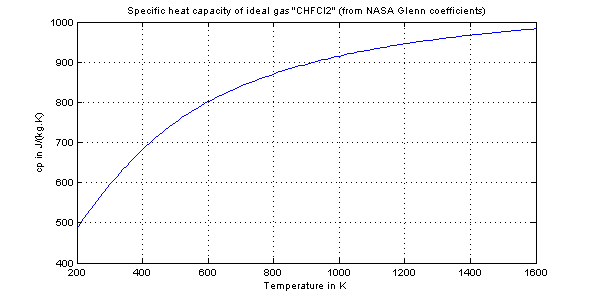 Specific heat capacity of ideal gas "CHFCl2" (from NASA Glenn coefficients)
1000
900
800
700
600
500
400
cp in J/(kg.K)
200 400 600 800 1000 1200 1400 1600
Temperature in K